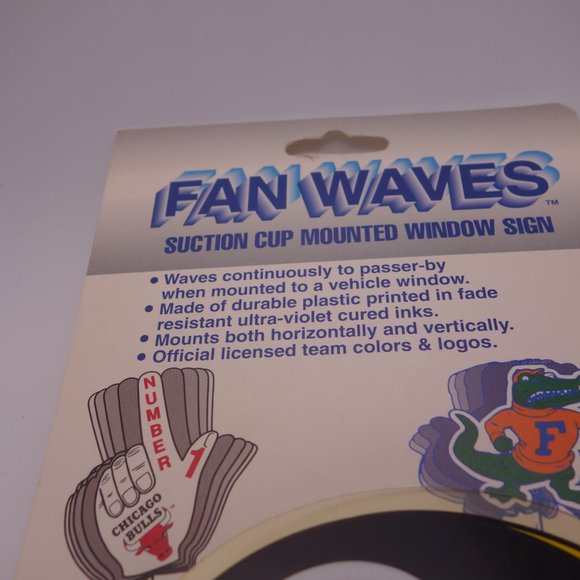 FAN WAVES™
SUCTION CUP MOUNTED WINDOW SIGN
• Waves continuously to passer-by
when mounted to a vehicle window.
• Made of durable plastic printed in fade
resistant ultra-violet cured inks.
• Mounts both horizontally and vertically.
• Official licensed team colors & logos.
NUMBER
1
CHICAGO
BULLS
F